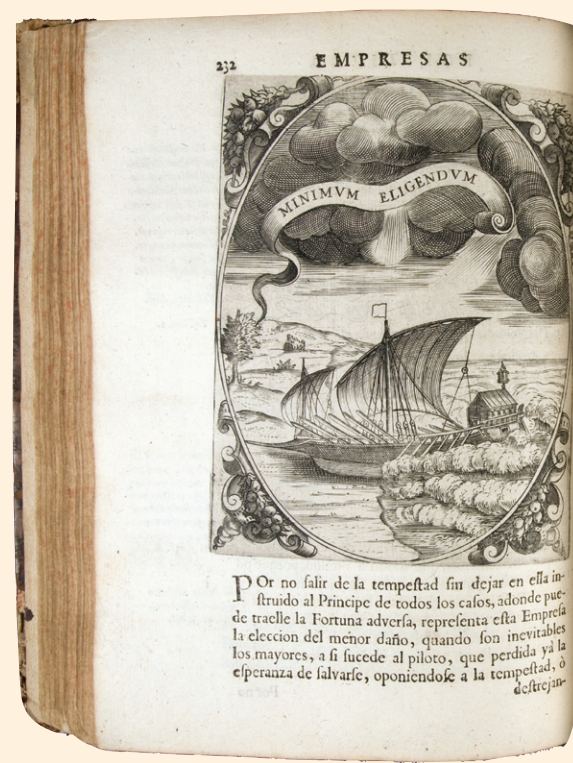 232 EMPRESAS
MINIMVM ELIGENDVM
POr no salir de la tempeſtad sin dejar en ella in-
ſtruido al Principe de todos los casos, adonde pue-
de traelle la Fortuna adversa, representa eſta Empresa
la eleccion del menor daño, quando son inevitables
los mayores, a si sucede al piloto, que perdida yà la
esperanza de salvarse, oponiendose a la tempeſtad, ò
deſtrejan-